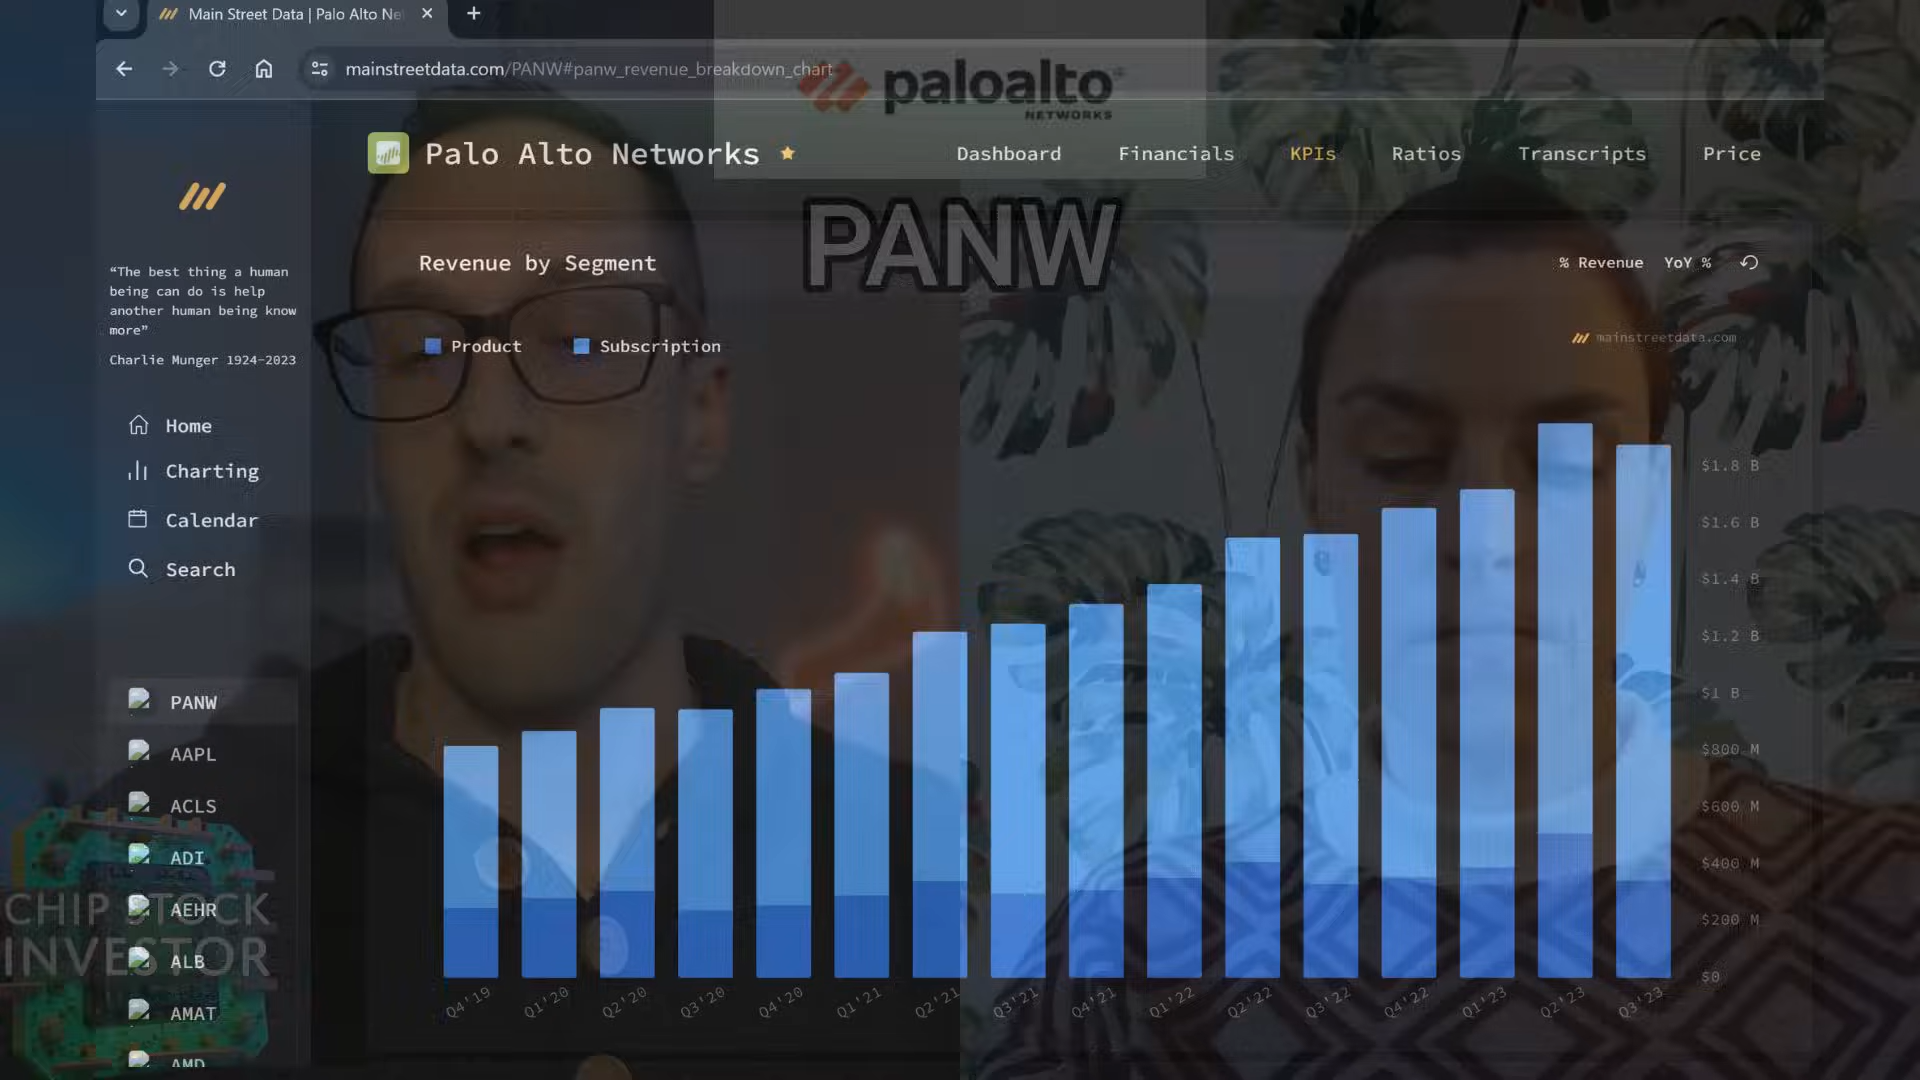 Main Street Data | Palo Alto Ne
mainstreetdata.com/PANW#panw_revenue_breakdown_chart
paloalto
NETWORKS
Palo Alto Networks
Dashboard
Financials
KPIs
Ratios
Transcripts
Price
PANW
“The best thing a human
being can do is help
another human being know
more”
Charlie Munger 1924-2023
Home
Charting
Calendar
Search
PANW
AAPL
ACLS
ADI
AEHR
ALB
AMAT
AMD
CHIP STOCK
INVESTOR
Revenue by Segment
% Revenue
YoY %
Product
Subscription
mainstreetdata.com
$1.8 B
$1.6 B
$1.4 B
$1.2 B
$1 B
$800 M
$600 M
$400 M
$200 M
$0
Q4'19
Q1'20
Q2'20
Q3'20
Q4'20
Q1'21
Q2'21
Q3'21
Q4'21
Q1'22
Q2'22
Q3'22
Q4'22
Q1'23
Q2'23
Q3'23